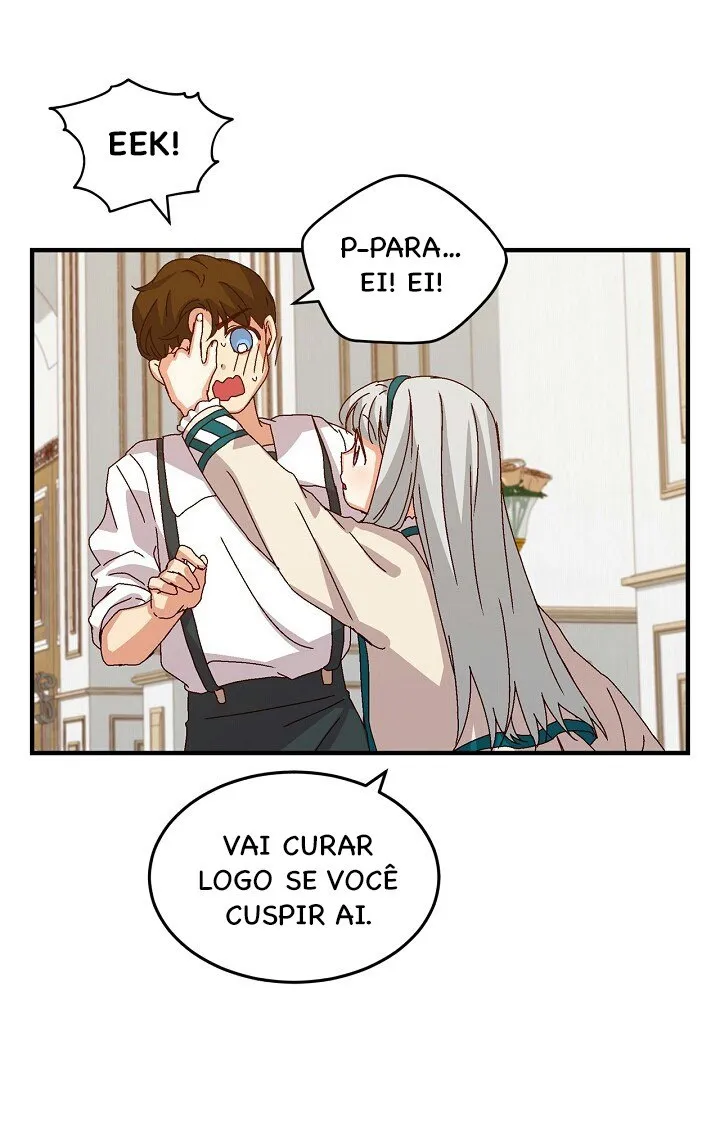 EEK!
P-PARA...
EI! EI!
VAI CURAR
LOGO SE VOCÊ
CUSPIR AI.